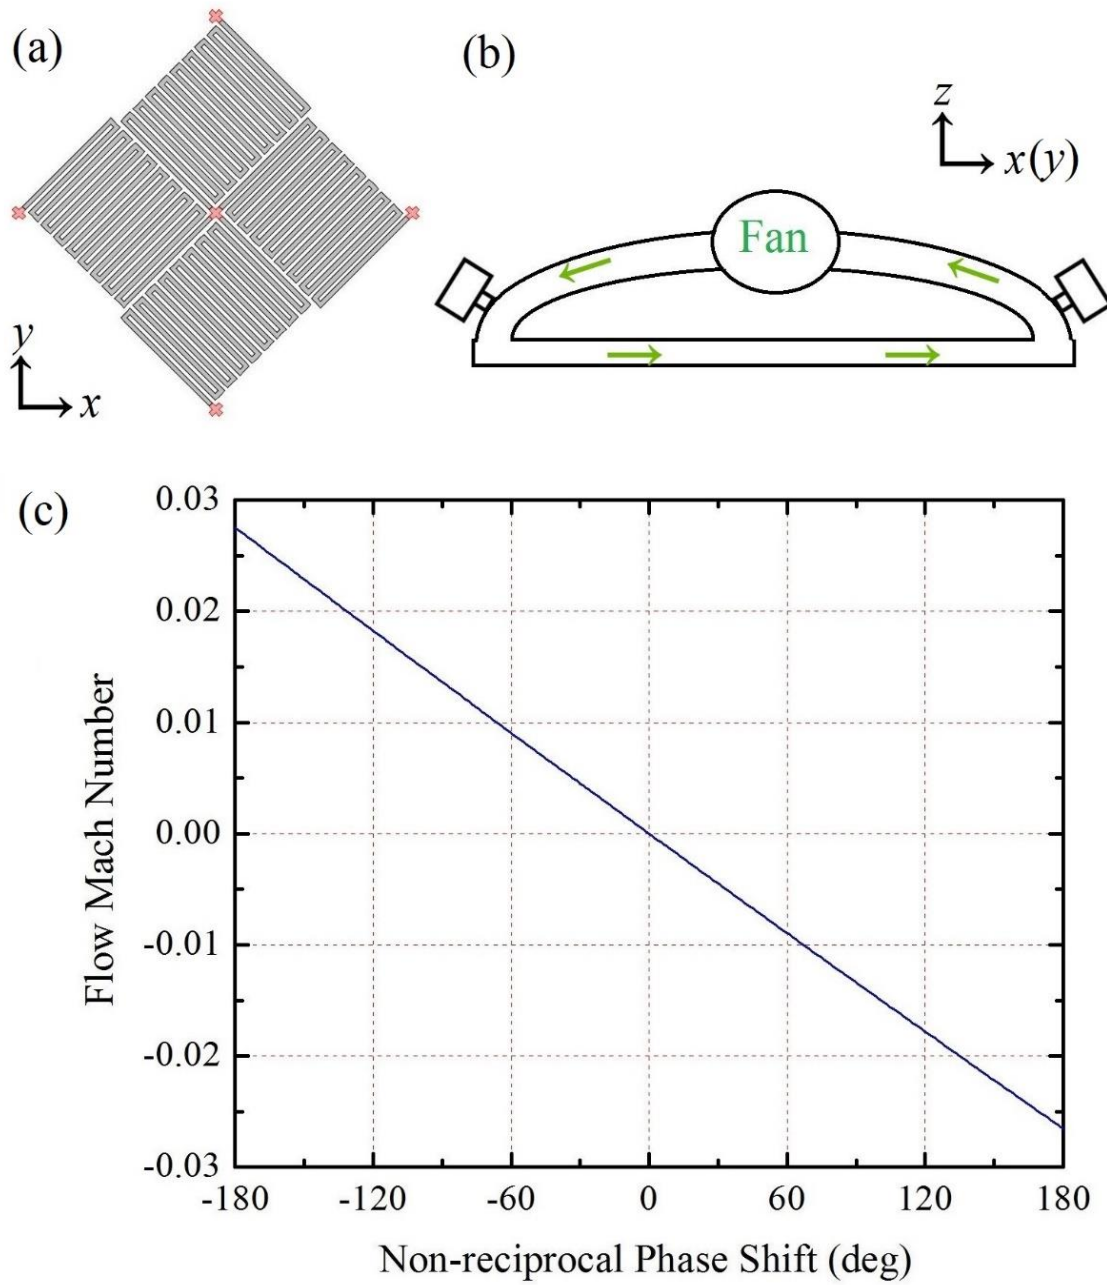 (a)
y
x
(b)
z
x(y)
Fan
(c)
Flow Mach Number
0.03
0.02
0.01
0.00
-0.01
-0.02
-0.03
-180 -120 -60 0 60 120 180
Non-reciprocal Phase Shift (deg)